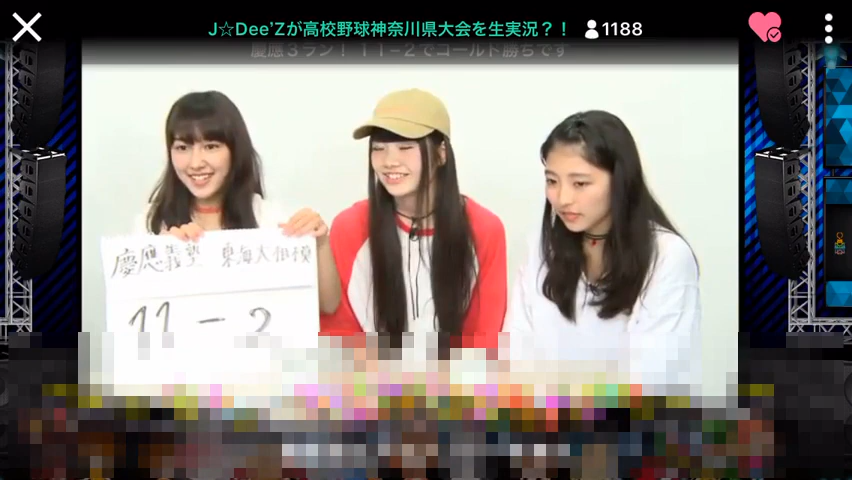 J☆Dee'Zが高校野球神奈川県大会を生実況？！ 1188
慶應３ラン！ １１−２でコールド勝ちです
慶應義塾 東海大相模
11 − 2